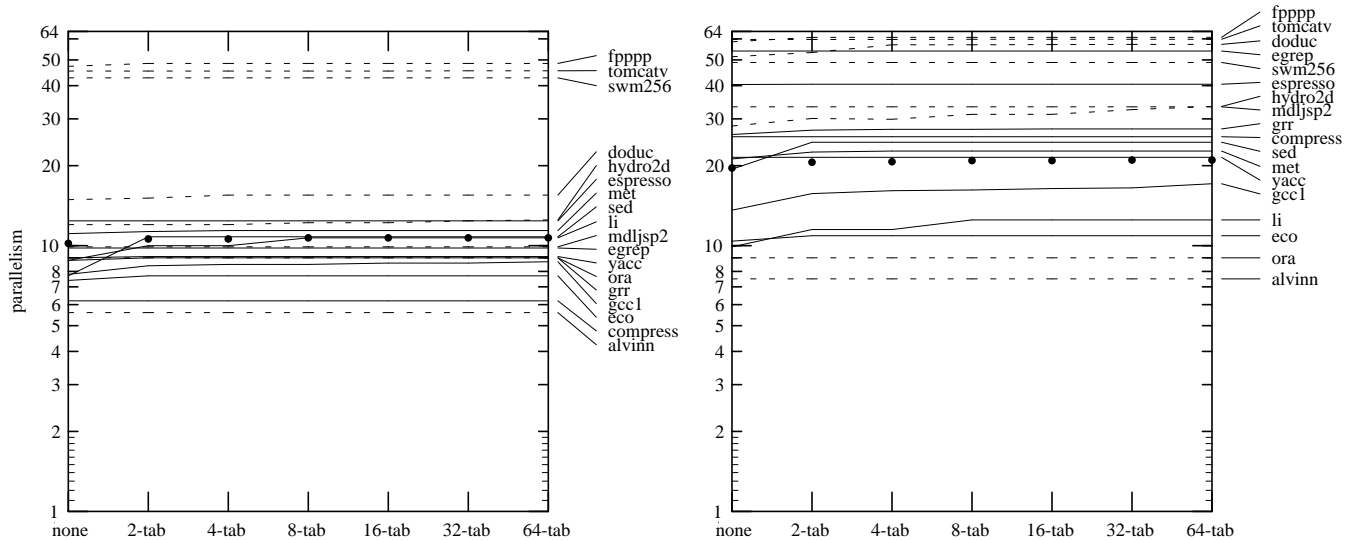 parallelism
64
50
40
30
20
10
8
7
6
5
4
3
2
1
none 2-tab 4-tab 8-tab 16-tab 32-tab 64-tab
fpppp
tomcatv
swm256
doduc
hydro2d
espresso
met
sed
li
mdljsp2
egrep
yacc
ora
grr
gcc1
eco
compress
alvinn
64
50
40
30
20
10
8
7
6
5
4
3
2
1
none 2-tab 4-tab 8-tab 16-tab 32-tab 64-tab
fpppp
tomcatv
doduc
egrep
swm256
espresso
hydro2d
mdljsp2
grr
compress
sed
met
yacc
gcc1
li
eco
ora
alvinn